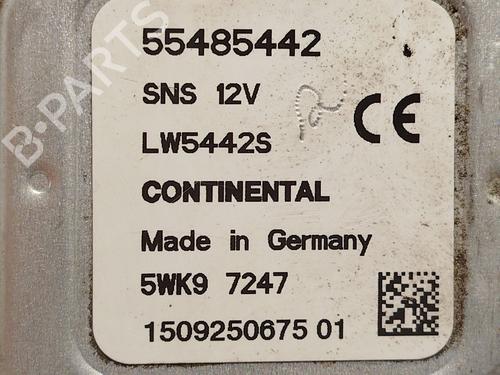 55485442
SNS 12V
LW5442S
CE
CONTINENTAL
Made in Germany
5WK9 7247
1509250675 01
B-PARTS